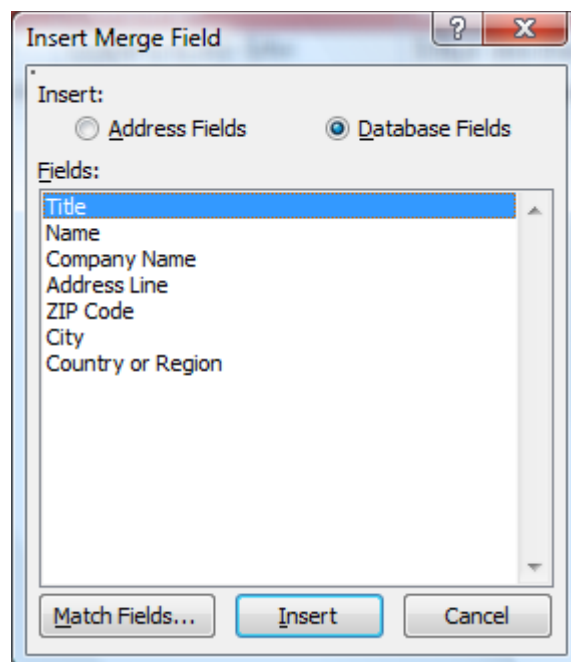 Insert Merge Field
Insert:
Address Fields Database Fields
Fields:
Title
Name
Company Name
Address Line
ZIP Code
City
Country or Region
Match Fields... Insert Cancel